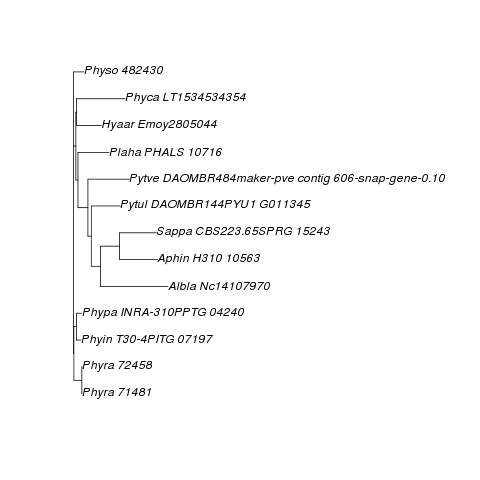 Physo 482430
Phyca LT1534534354
Hyaar Emoy2805044
Plaha PHALS 10716
Pytve DAOMBR484maker-pve contig 606-snap-gene-0.10
Pytul DAOMBR144PYU1 G011345
Sappa CBS223.65SPRG 15243
Aphin H310 10563
Albla Nc14107970
Phypa INRA-310PPTG 04240
Phyin T30-4PITG 07197
Phyra 72458
Phyra 71481